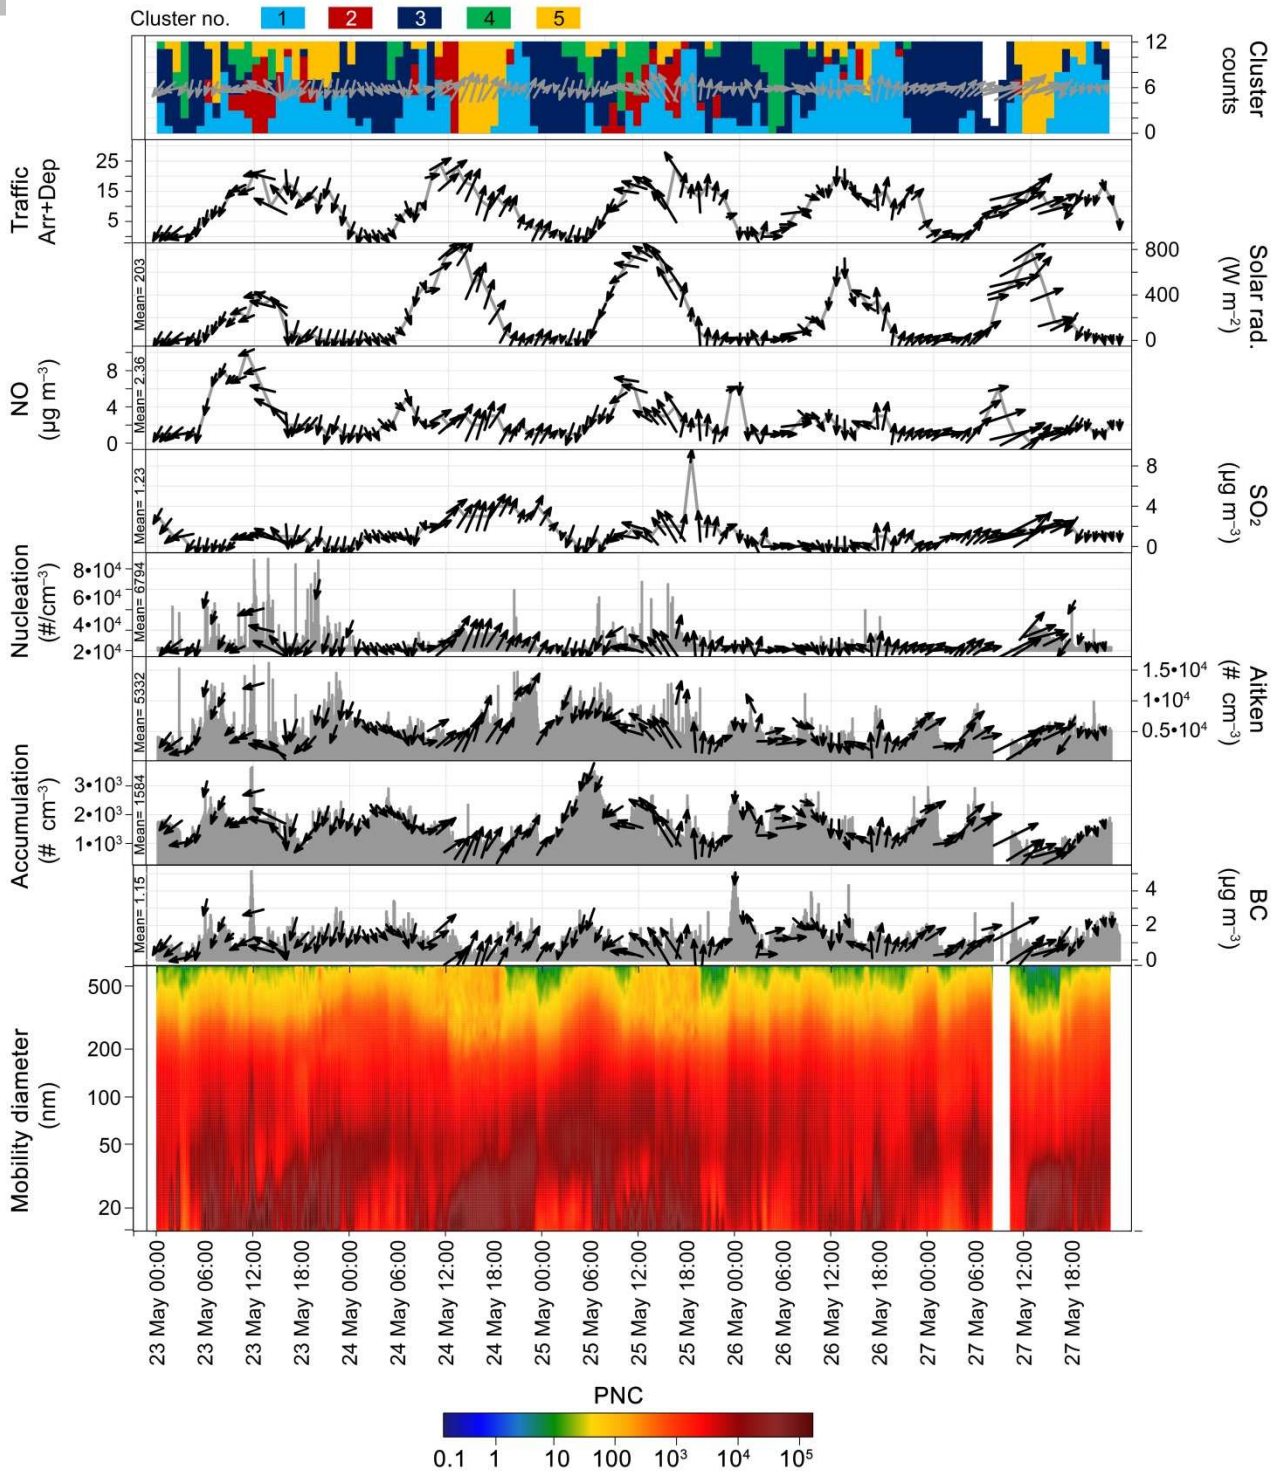 Cluster no. 1 2 3 4 5
Cluster
counts
12
6
0
Traffic
Arr+Dep
25
15
5
Solar rad.
(W m⁻²)
Mean= 203
800
400
0
NO
(µg m⁻³)
Mean= 2.36
8
4
0
SO₂
(µg m⁻³)
Mean= 1.23
8
4
0
Nucleation
(#/cm⁻³)
Mean= 6794
8•10⁴
6•10⁴
4•10⁴
2•10⁴
Aitken
(# cm⁻³)
Mean= 5332
1.5•10⁴
1•10⁴
0.5•10⁴
Accumulation
(# cm⁻³)
Mean= 1584
3•10³
2•10³
1•10³
BC
(µg m⁻³)
Mean= 1.15
4
2
0
Mobility diameter
(nm)
500
200
100
50
20
23 May 00:00
23 May 06:00
23 May 12:00
23 May 18:00
24 May 00:00
24 May 06:00
24 May 12:00
24 May 18:00
25 May 00:00
25 May 06:00
25 May 12:00
25 May 18:00
26 May 00:00
26 May 06:00
26 May 12:00
26 May 18:00
27 May 00:00
27 May 06:00
27 May 12:00
27 May 18:00
PNC
0.1 1 10 100 10³ 10⁴ 10⁵